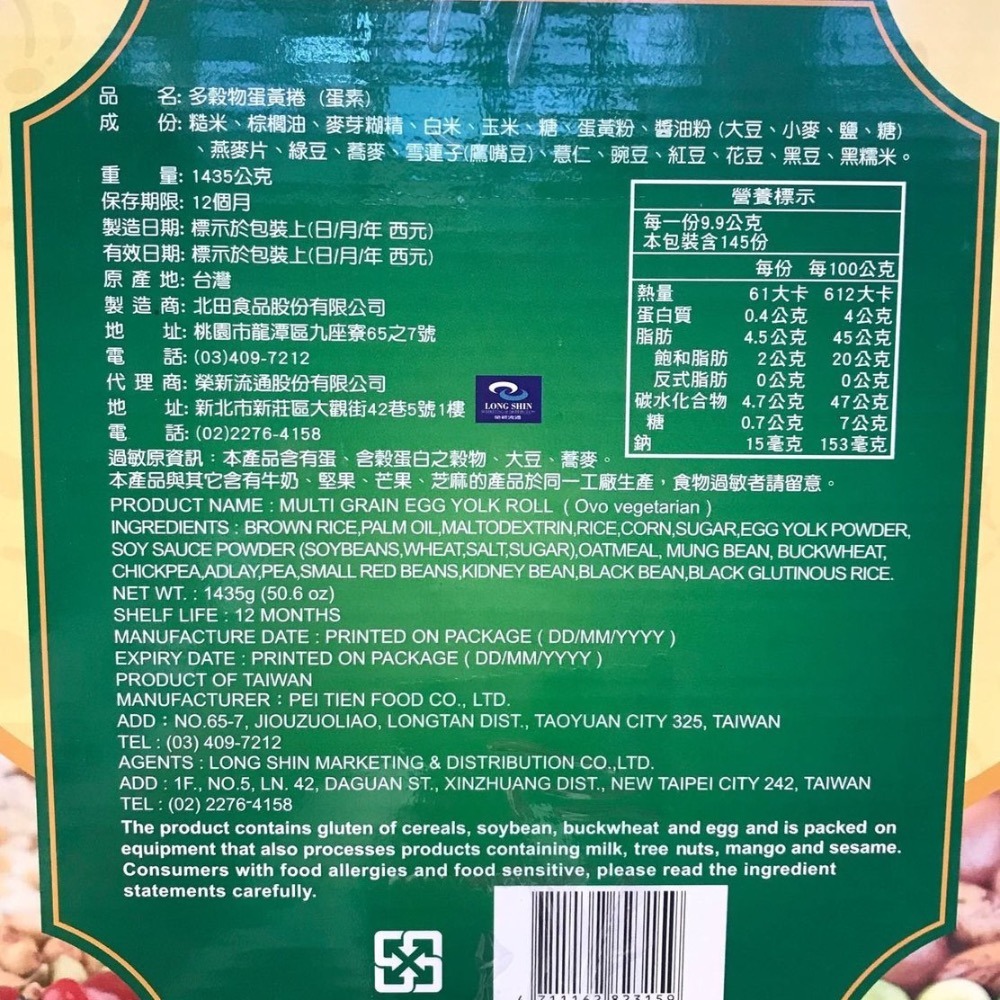 品 名: 多穀物蛋黃捲 (蛋素)
成 份: 糙米、棕櫚油、麥芽糊精、白米、玉米、糖、蛋黃粉、醬油粉 (大豆、小麥、鹽、糖)
、燕麥片、綠豆、蕎麥、雪蓮子(鷹嘴豆)、薏仁、豌豆、紅豆、花豆、黑豆、黑糯米。
重 量: 1435公克
保存期限: 12個月
製造日期: 標示於包裝上(日/月/年 西元)
有效日期: 標示於包裝上(日/月/年 西元)
原 產 地: 台灣
製 造 商: 北田食品股份有限公司
地 址: 桃園市龍潭區九座寮65之7號
電 話: (03)409-7212
代 理 商: 榮新流通股份有限公司
地 址: 新北市新莊區大觀街42巷5號1樓
電 話: (02)2276-4158
LONG SHIN
榮新流通
營養標示
每一份9.9公克
本包裝含145份
每份 每100公克
熱量 61大卡 612大卡
蛋白質 0.4公克 4公克
脂肪 4.5公克 45公克
飽和脂肪 2公克 20公克
反式脂肪 0公克 0公克
碳水化合物 4.7公克 47公克
糖 0.7公克 7公克
鈉 15毫克 153毫克
過敏原資訊：本產品含有蛋、含穀蛋白之穀物、大豆、蕎麥。
本產品與其它含有牛奶、堅果、芒果、芝麻的產品於同一工廠生產，食物過敏者請留意。
PRODUCT NAME : MULTI GRAIN EGG YOLK ROLL ( Ovo vegetarian )
INGREDIENTS : BROWN RICE,PALM OIL,MALTODEXTRIN,RICE,CORN,SUGAR,EGG YOLK POWDER,
SOY SAUCE POWDER (SOYBEANS,WHEAT,SALT,SUGAR),OATMEAL, MUNG BEAN, BUCKWHEAT,
CHICKPEA,ADLAY,PEA,SMALL RED BEANS,KIDNEY BEAN,BLACK BEAN,BLACK GLUTINOUS RICE.
NET WT. : 1435g (50.6 oz)
SHELF LIFE : 12 MONTHS
MANUFACTURE DATE : PRINTED ON PACKAGE ( DD/MM/YYYY )
EXPIRY DATE : PRINTED ON PACKAGE ( DD/MM/YYYY )
PRODUCT OF TAIWAN
MANUFACTURER : PEI TIEN FOOD CO., LTD.
ADD : NO.65-7, JIOUZUOLIAO, LONGTAN DIST., TAOYUAN CITY 325, TAIWAN
TEL : (03) 409-7212
AGENTS : LONG SHIN MARKETING & DISTRIBUTION CO.,LTD.
ADD : 1F., NO.5, LN. 42, DAGUAN ST., XINZHUANG DIST., NEW TAIPEI CITY 242, TAIWAN
TEL : (02) 2276-4158
The product contains gluten of cereals, soybean, buckwheat and egg and is packed on
equipment that also processes products containing milk, tree nuts, mango and sesame.
Consumers with food allergies and food sensitive, please read the ingredient
statements carefully.
4 711162 823159